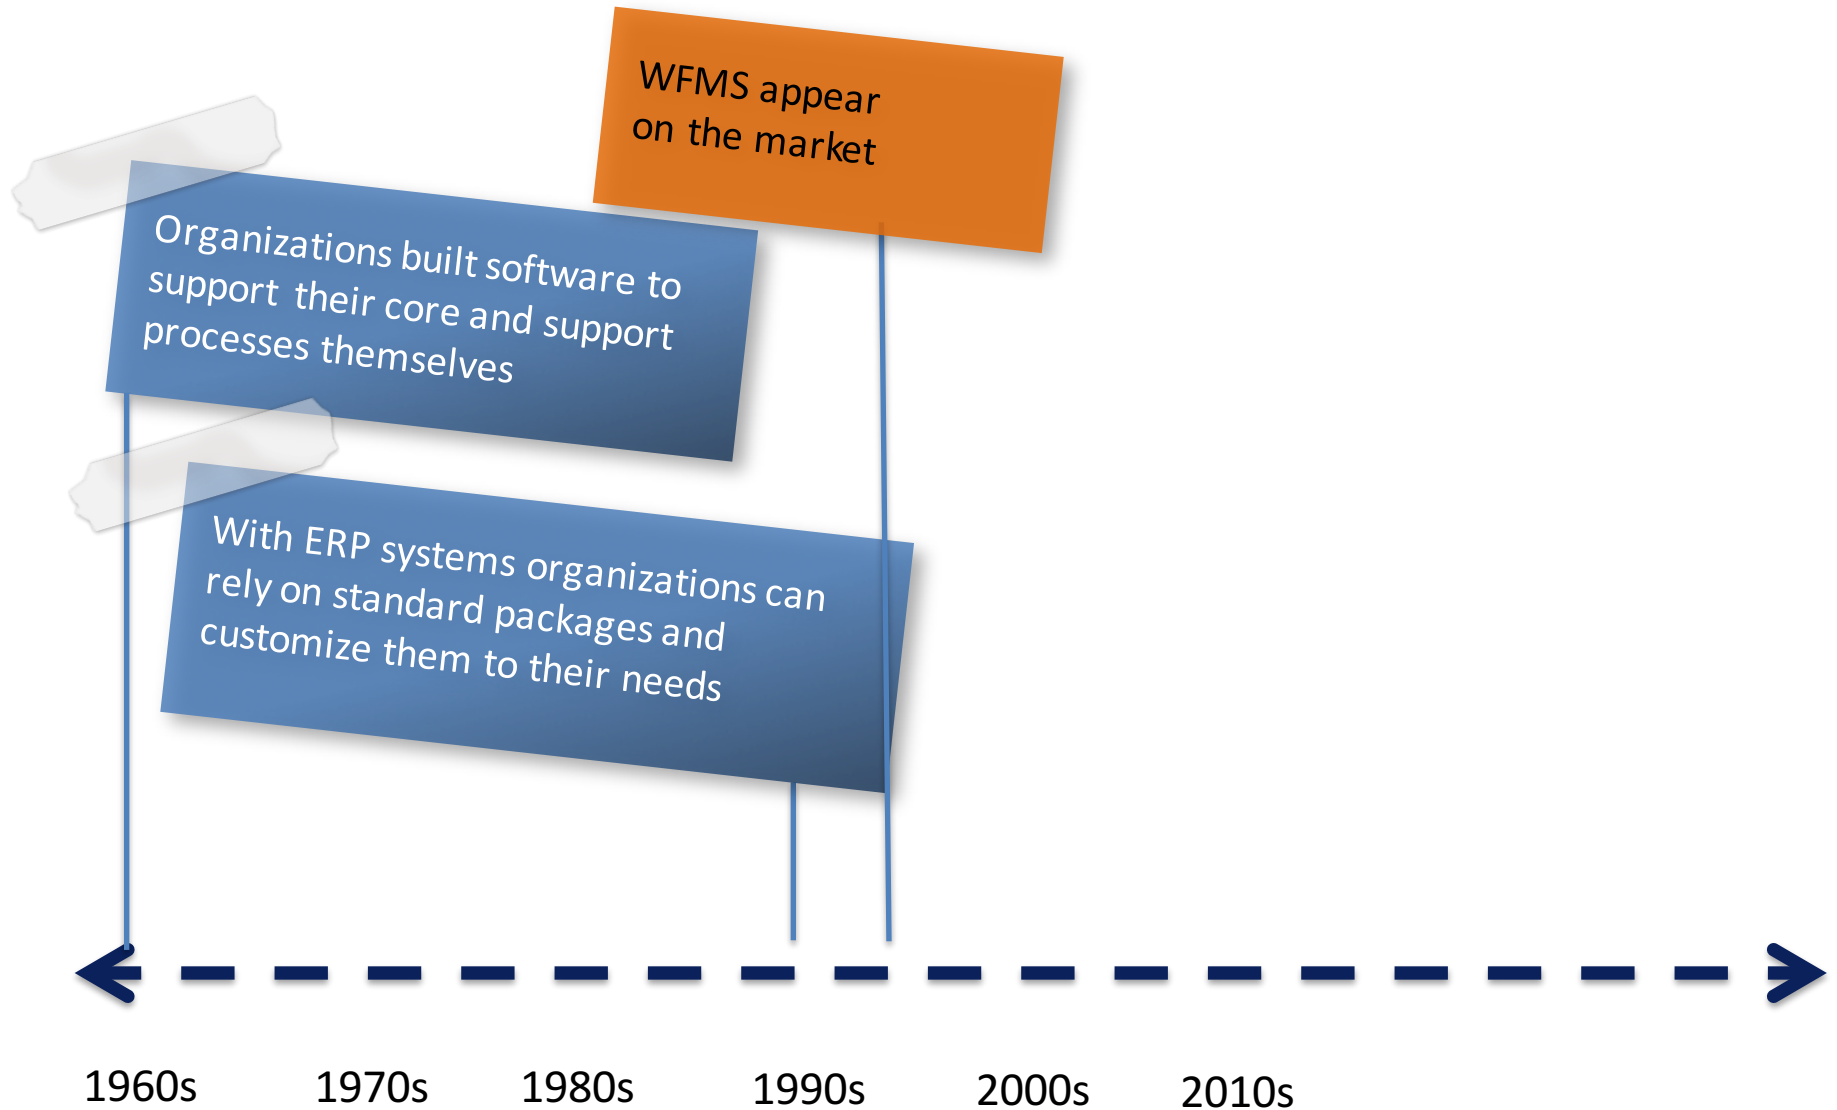 WFMS appear
on the market
Organizations built software to
support their core and support
processes themselves
With ERP systems organizations can
rely on standard packages and
customize them to their needs
1960s 1970s 1980s 1990s 2000s 2010s